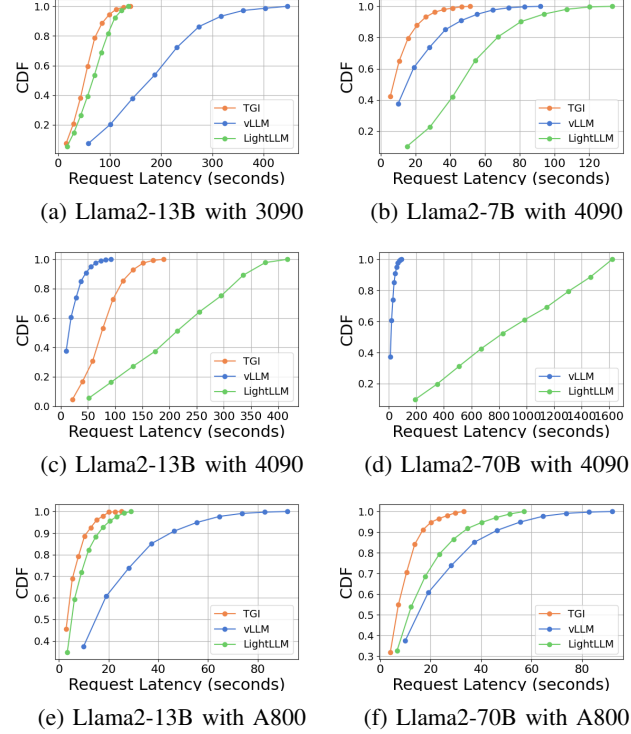 1.0
0.8
0.6
0.4
0.2
CDF
TGI
vLLM
LightLLM
0 100 200 300 400
Request Latency (seconds)
(a) Llama2-13B with 3090
1.0
0.8
0.6
0.4
0.2
CDF
TGI
vLLM
LightLLM
0 20 40 60 80 100 120
Request Latency (seconds)
(b) Llama2-7B with 4090
1.0
0.8
0.6
0.4
0.2
0.0
CDF
TGI
vLLM
LightLLM
0 50 100 150 200 250 300 350 400
Request Latency (seconds)
(c) Llama2-13B with 4090
1.0
0.8
0.6
0.4
0.2
CDF
vLLM
LightLLM
0 200 400 600 800 1000 1200 1400 1600
Request Latency (seconds)
(d) Llama2-70B with 4090
1.0
0.9
0.8
0.7
0.6
0.5
0.4
CDF
TGI
vLLM
LightLLM
0 20 40 60 80
Request Latency (seconds)
(e) Llama2-13B with A800
1.0
0.9
0.8
0.7
0.6
0.5
0.4
0.3
CDF
TGI
vLLM
LightLLM
0 20 40 60 80
Request Latency (seconds)
(f) Llama2-70B with A800